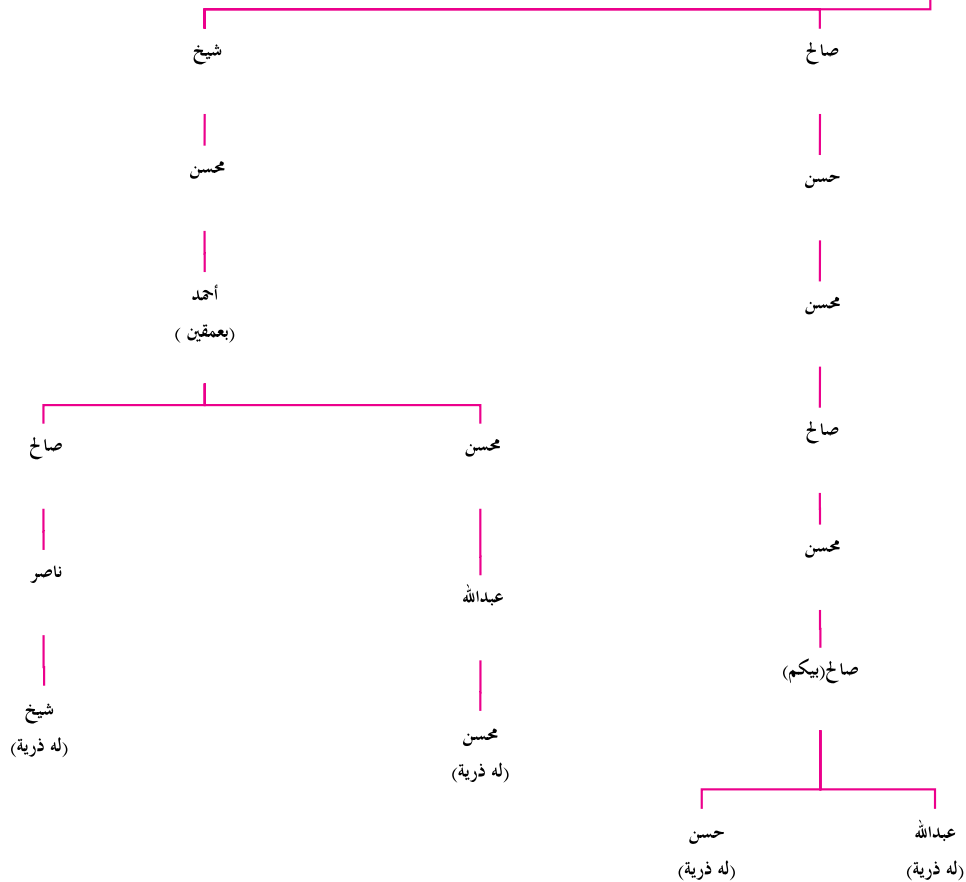 صالح
شيخ
حسن
محسن
محسن
أحمد
(بعمقين )
صالح
محسن
صالح
محسن
ناصر
عبدالله
صالح(بيكم)
شيخ
(له ذرية)
محسن
(له ذرية)
عبدالله
(له ذرية)
حسن
(له ذرية)